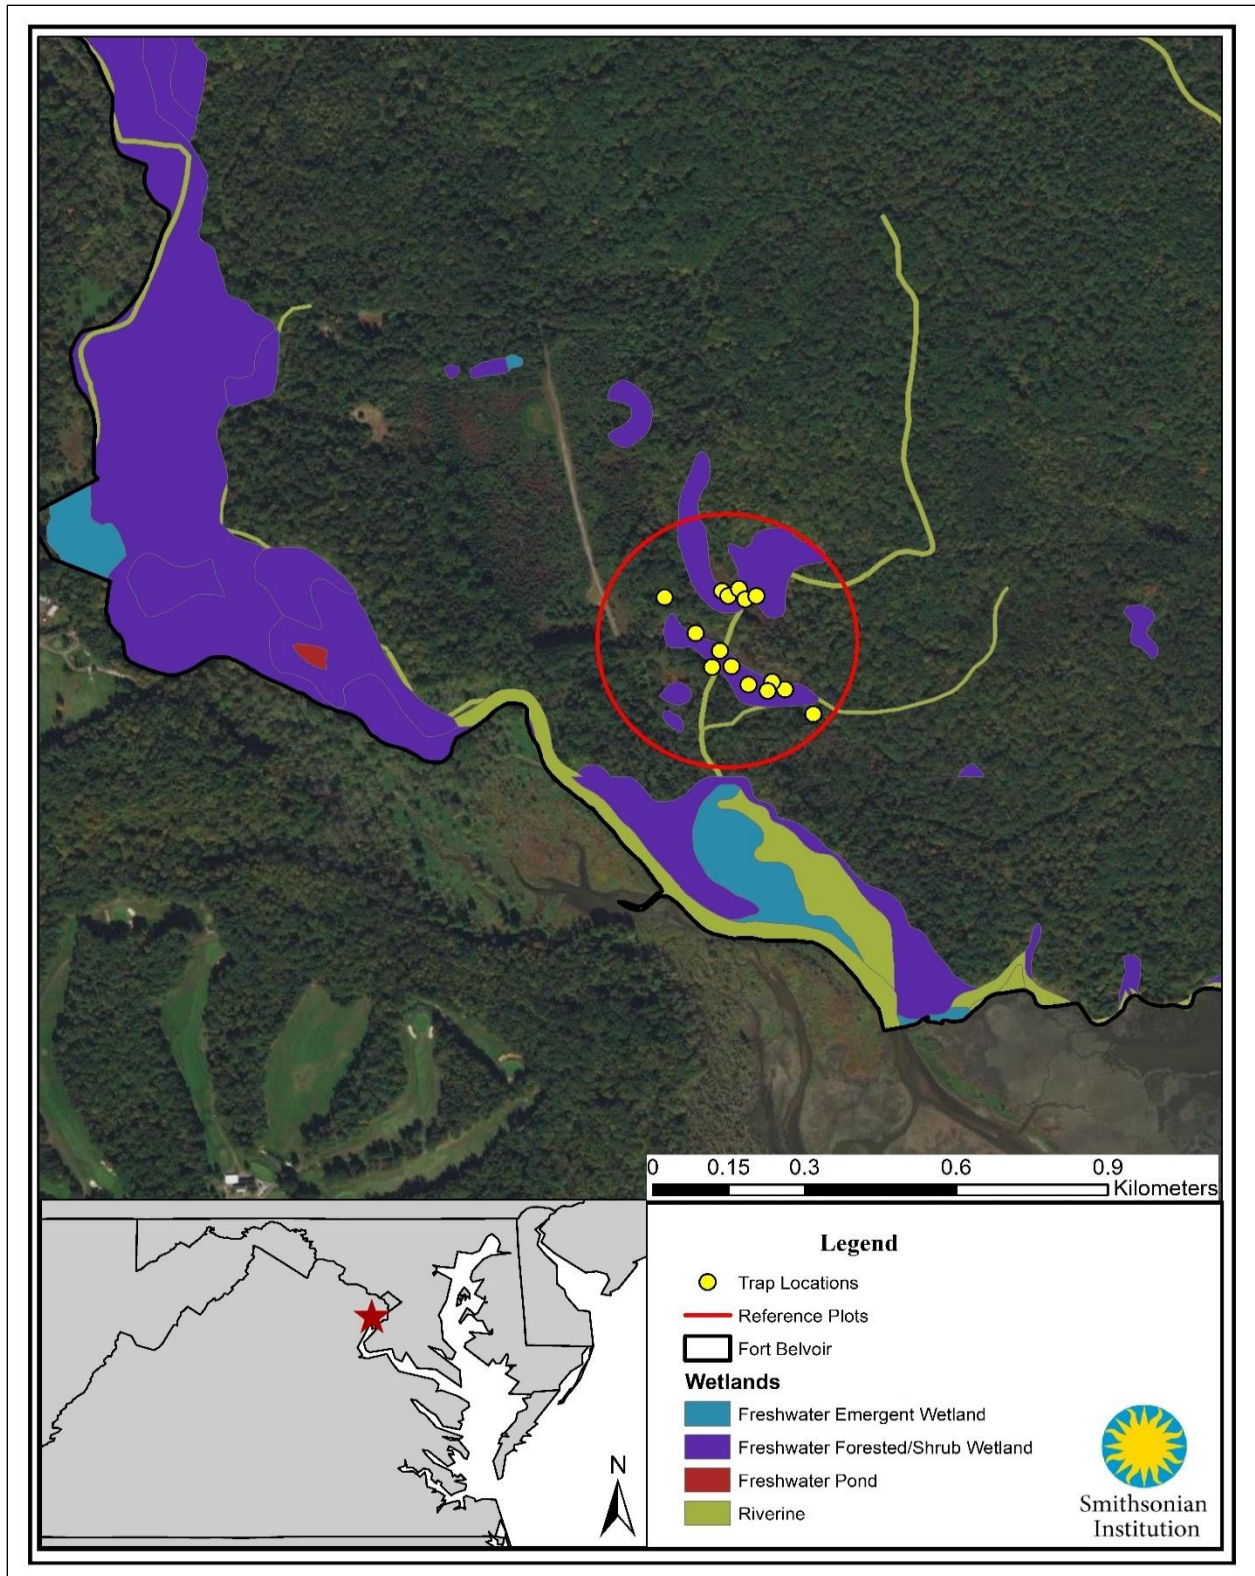 0 0.15 0.3 0.6 0.9
Kilometers
Legend
Trap Locations
Reference Plots
Fort Belvoir
Wetlands
Freshwater Emergent Wetland
Freshwater Forested/Shrub Wetland
Freshwater Pond
Riverine
N
Smithsonian
Institution